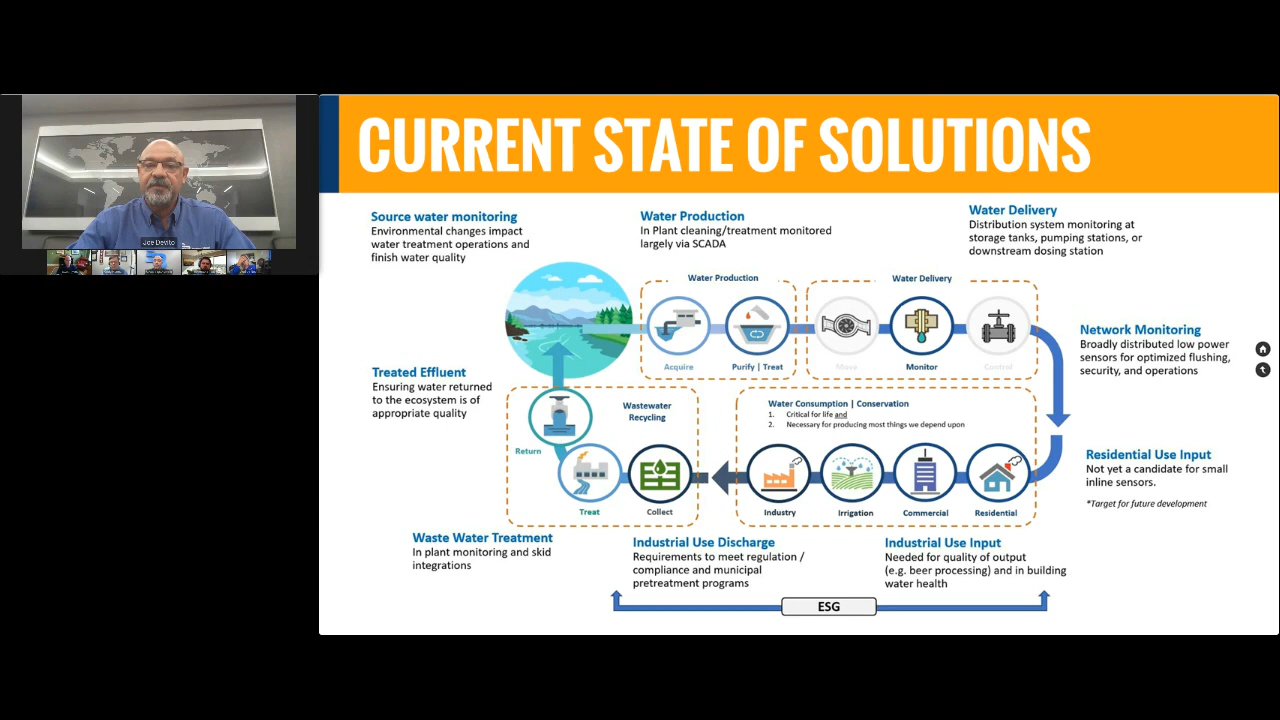 CURRENT STATE OF SOLUTIONS
Joe Devito
Source water monitoring
Environmental changes impact
water treatment operations and
finish water quality
Water Production
In Plant cleaning/treatment monitored
largely via SCADA
Water Delivery
Distribution system monitoring at
storage tanks, pumping stations, or
downstream dosing station
Water Production
Acquire
Purify | Treat
Water Delivery
Move
Monitor
Control
Network Monitoring
Broadly distributed low power
sensors for optimized flushing,
security, and operations
Treated Effluent
Ensuring water returned
to the ecosystem is of
appropriate quality
Wastewater
Recycling
Return
Treat
Collect
Water Consumption | Conservation
1. Critical for life and
2. Necessary for producing most things we depend upon
Industry
Irrigation
Commercial
Residential
Residential Use Input
Not yet a candidate for small
inline sensors.
*Target for future development
Waste Water Treatment
In plant monitoring and skid
integrations
Industrial Use Discharge
Requirements to meet regulation /
compliance and municipal
pretreatment programs
Industrial Use Input
Needed for quality of output
(e.g. beer processing) and in building
water health
ESG